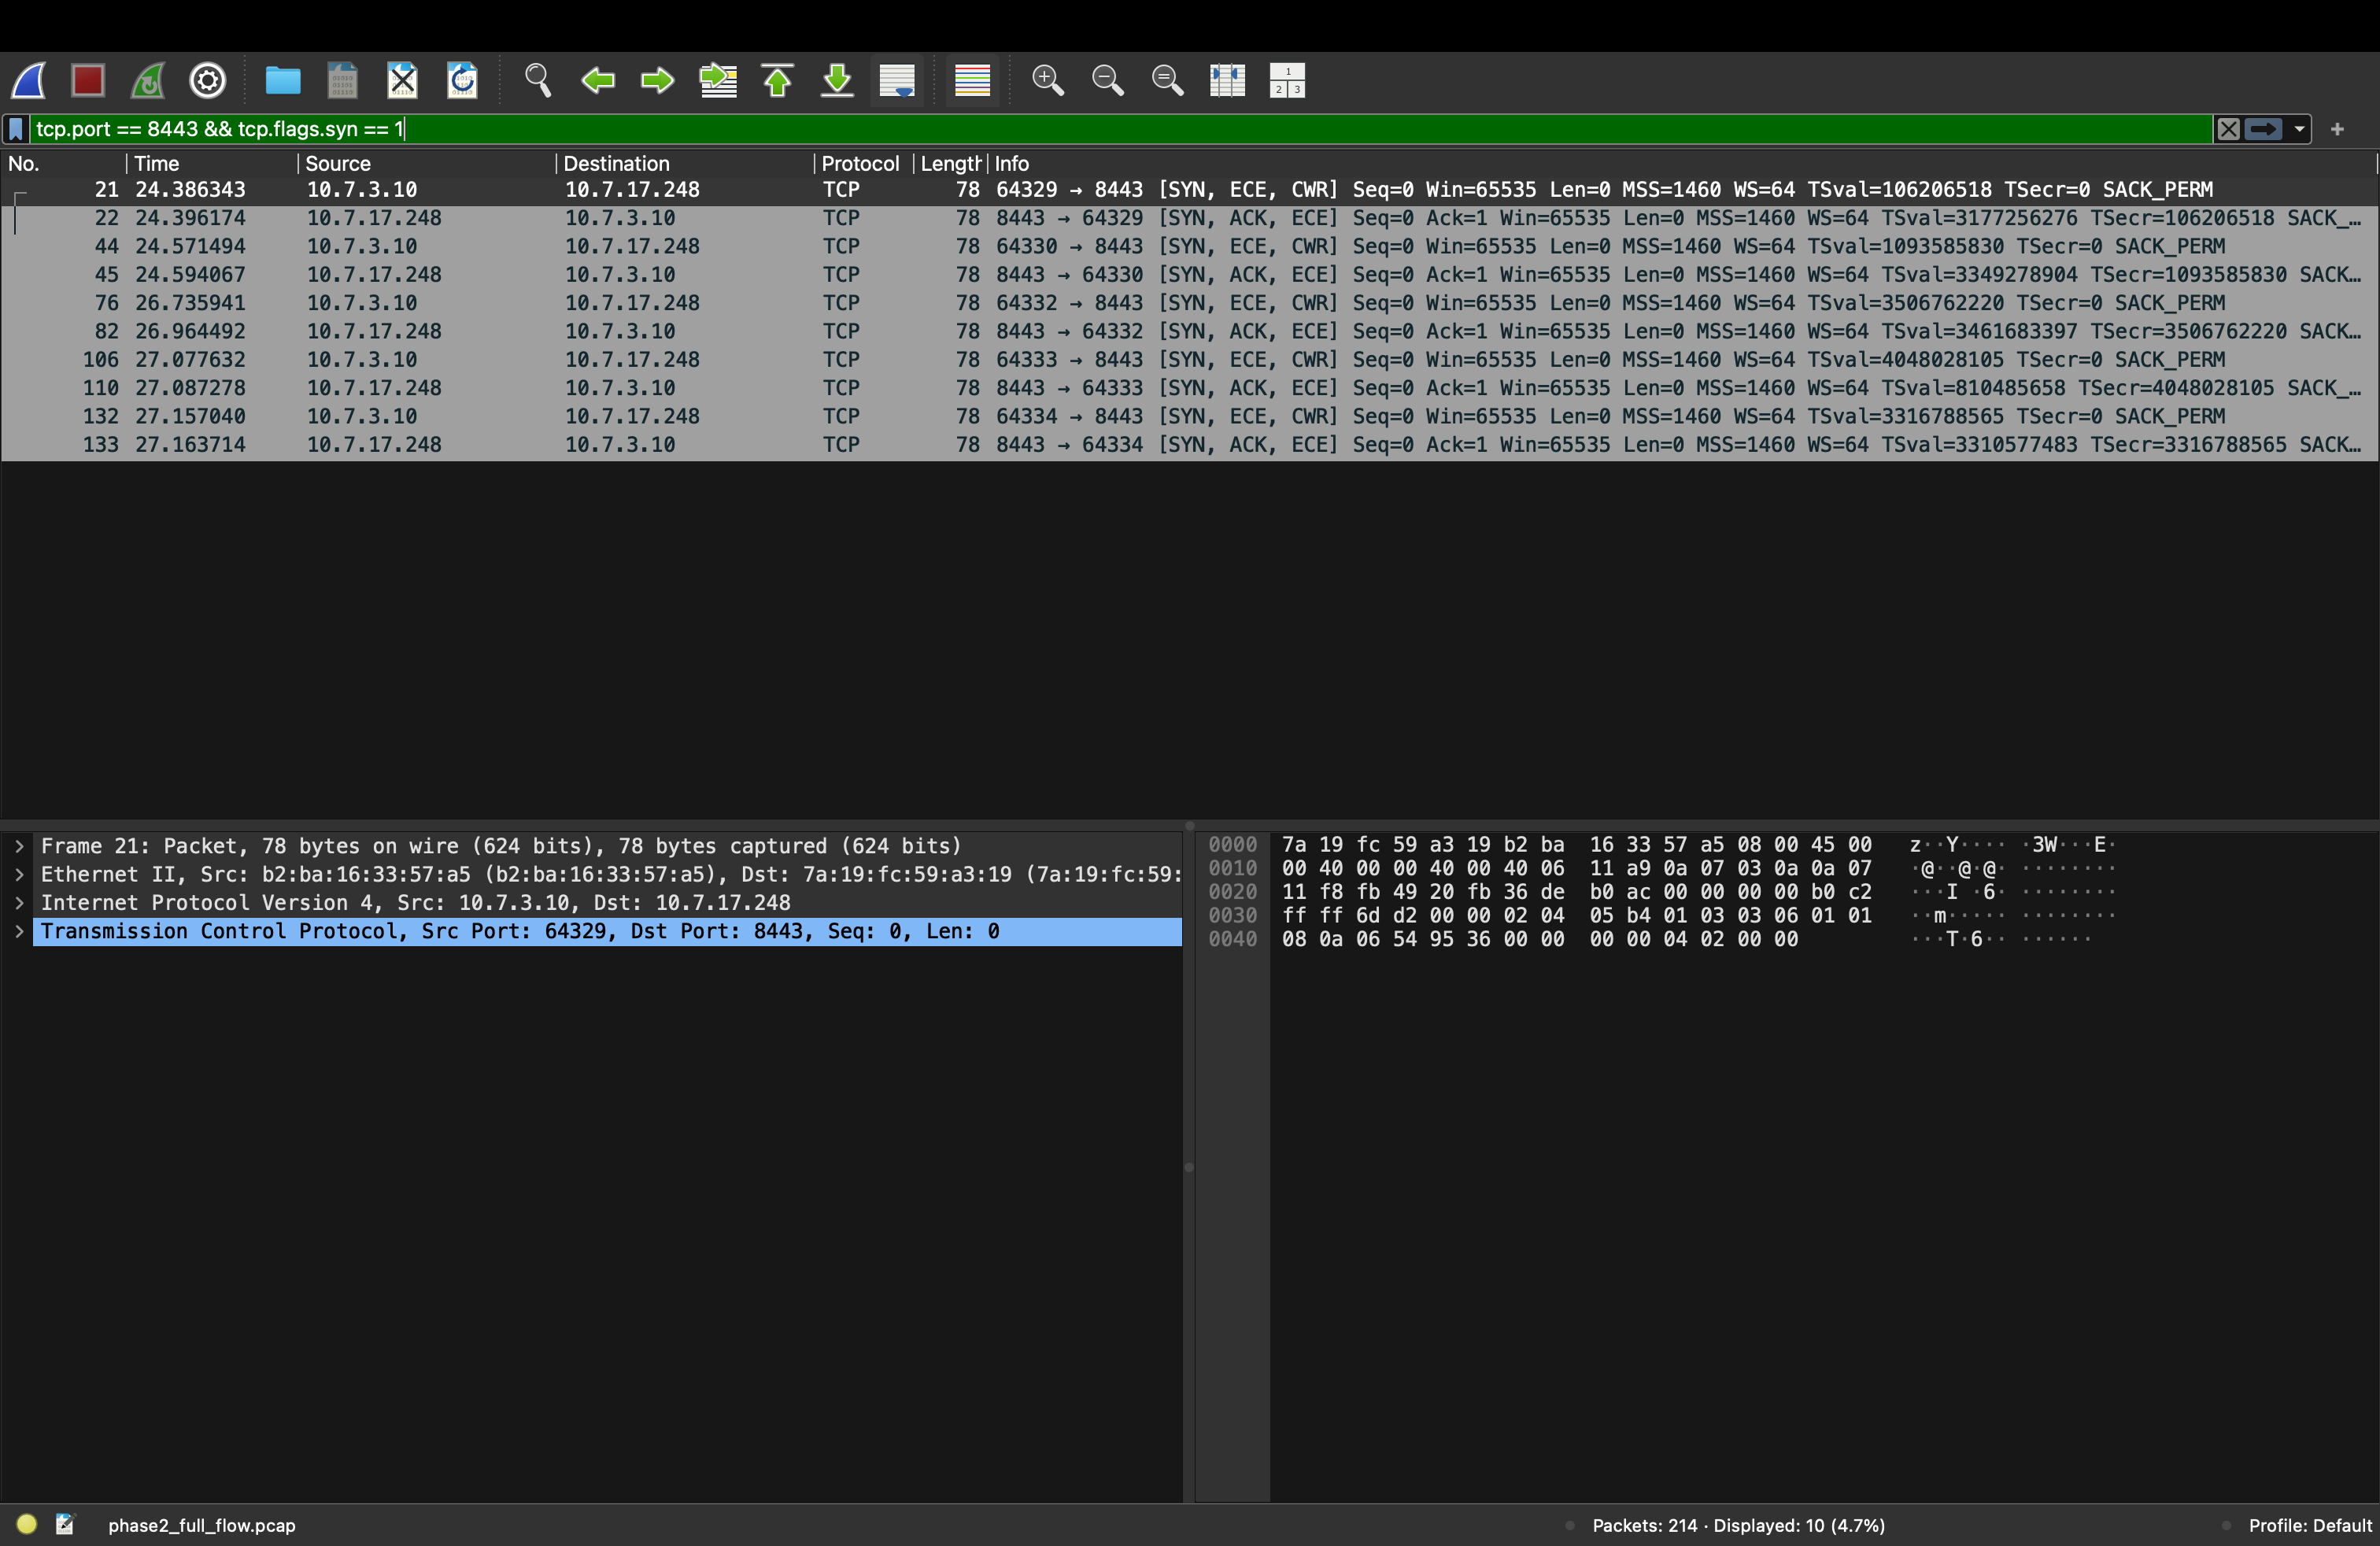 tcp.port == 8443 && tcp.flags.syn == 1
No. Time Source Destination Protocol Length Info
21 24.386343 10.7.3.10 10.7.17.248 TCP 78 64329 → 8443 [SYN, ECE, CWR] Seq=0 Win=65535 Len=0 MSS=1460 WS=64 TSval=106206518 TSecr=0 SACK_PERM
22 24.396174 10.7.17.248 10.7.3.10 TCP 78 8443 → 64329 [SYN, ACK, ECE] Seq=0 Ack=1 Win=65535 Len=0 MSS=1460 WS=64 TSval=3177256276 TSecr=106206518 SACK_…
44 24.571494 10.7.3.10 10.7.17.248 TCP 78 64330 → 8443 [SYN, ECE, CWR] Seq=0 Win=65535 Len=0 MSS=1460 WS=64 TSval=1093585830 TSecr=0 SACK_PERM
45 24.594067 10.7.17.248 10.7.3.10 TCP 78 8443 → 64330 [SYN, ACK, ECE] Seq=0 Ack=1 Win=65535 Len=0 MSS=1460 WS=64 TSval=3349278904 TSecr=1093585830 SACK…
76 26.735941 10.7.3.10 10.7.17.248 TCP 78 64332 → 8443 [SYN, ECE, CWR] Seq=0 Win=65535 Len=0 MSS=1460 WS=64 TSval=3506762220 TSecr=0 SACK_PERM
82 26.964492 10.7.17.248 10.7.3.10 TCP 78 8443 → 64332 [SYN, ACK, ECE] Seq=0 Ack=1 Win=65535 Len=0 MSS=1460 WS=64 TSval=3461683397 TSecr=3506762220 SACK…
106 27.077632 10.7.3.10 10.7.17.248 TCP 78 64333 → 8443 [SYN, ECE, CWR] Seq=0 Win=65535 Len=0 MSS=1460 WS=64 TSval=4048028105 TSecr=0 SACK_PERM
110 27.087278 10.7.17.248 10.7.3.10 TCP 78 8443 → 64333 [SYN, ACK, ECE] Seq=0 Ack=1 Win=65535 Len=0 MSS=1460 WS=64 TSval=810485658 TSecr=4048028105 SACK_…
132 27.157040 10.7.3.10 10.7.17.248 TCP 78 64334 → 8443 [SYN, ECE, CWR] Seq=0 Win=65535 Len=0 MSS=1460 WS=64 TSval=3316788565 TSecr=0 SACK_PERM
133 27.163714 10.7.17.248 10.7.3.10 TCP 78 8443 → 64334 [SYN, ACK, ECE] Seq=0 Ack=1 Win=65535 Len=0 MSS=1460 WS=64 TSval=3310577483 TSecr=3316788565 SACK…
Frame 21: Packet, 78 bytes on wire (624 bits), 78 bytes captured (624 bits)
Ethernet II, Src: b2:ba:16:33:57:a5 (b2:ba:16:33:57:a5), Dst: 7a:19:fc:59:a3:19 (7a:19:fc:59:
Internet Protocol Version 4, Src: 10.7.3.10, Dst: 10.7.17.248
Transmission Control Protocol, Src Port: 64329, Dst Port: 8443, Seq: 0, Len: 0
0000 7a 19 fc 59 a3 19 b2 ba 16 33 57 a5 08 00 45 00 z··Y···· ·3W···E·
0010 00 40 00 00 40 00 40 06 11 a9 0a 07 03 0a 0a 07 ·@··@·@· ········
0020 11 f8 fb 49 20 fb 36 de b0 ac 00 00 00 00 b0 c2 ···I ·6· ········
0030 ff ff 6d d2 00 00 02 04 05 b4 01 03 03 06 01 01 ··m····· ········
0040 08 0a 06 54 95 36 00 00 00 00 04 02 00 00 ···T·6·· ······
phase2_full_flow.pcap
Packets: 214 · Displayed: 10 (4.7%)
Profile: Default